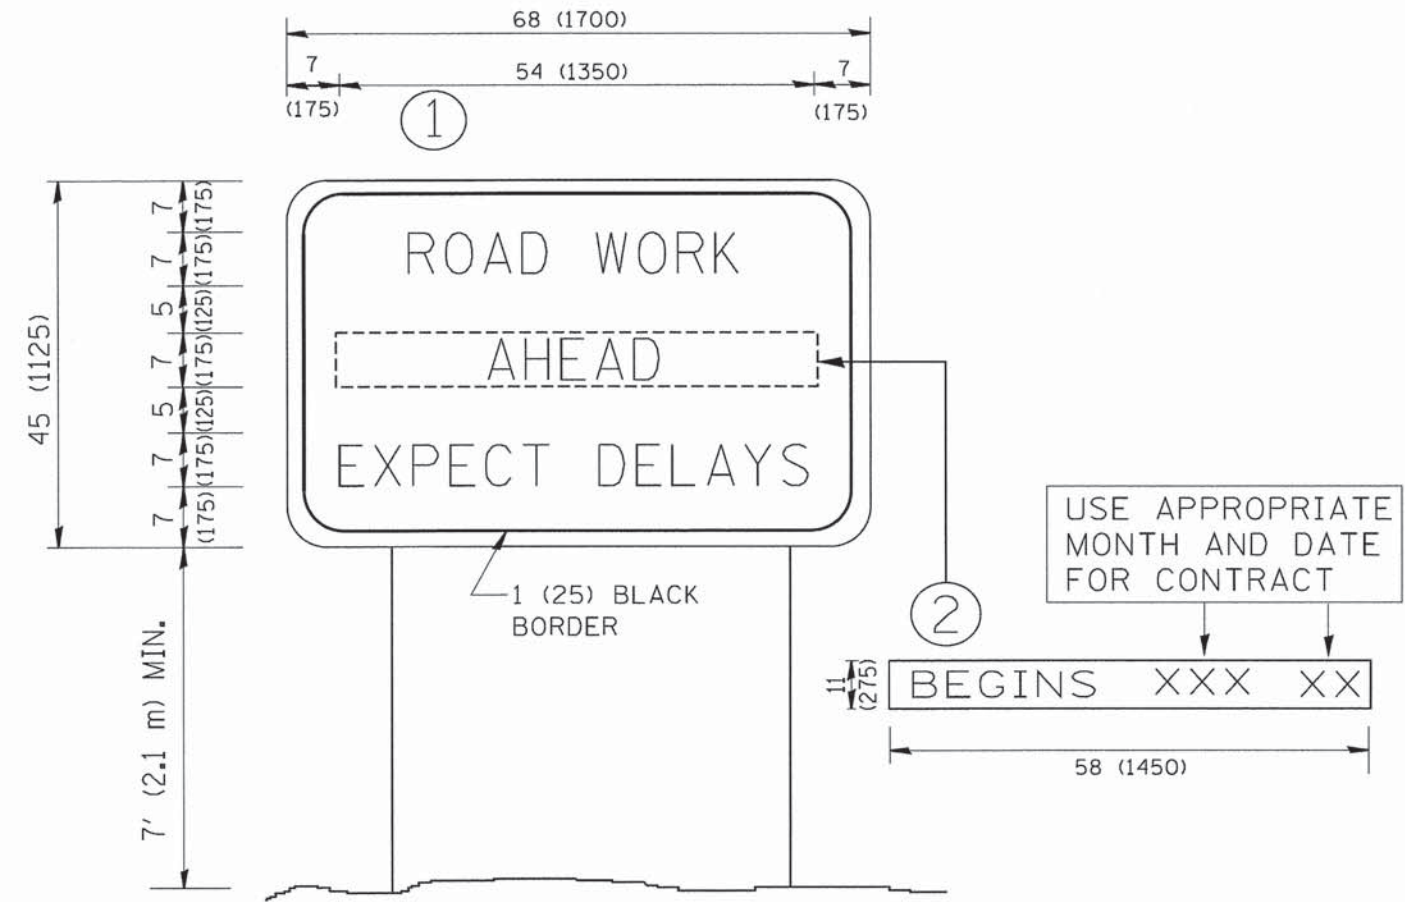 68 (1700)
7
54 (1350)
7
(175)
(175)
1
45 (1125)
7
(175)
7
(175)
5
(125)
7
(175)
5
(125)
7
(175)
7
(175)
ROAD WORK
AHEAD
EXPECT DELAYS
1 (25) BLACK
BORDER
7' (2.1 m) MIN.
2
USE APPROPRIATE
MONTH AND DATE
FOR CONTRACT
11
(275)
BEGINS XXX XX
58 (1450)